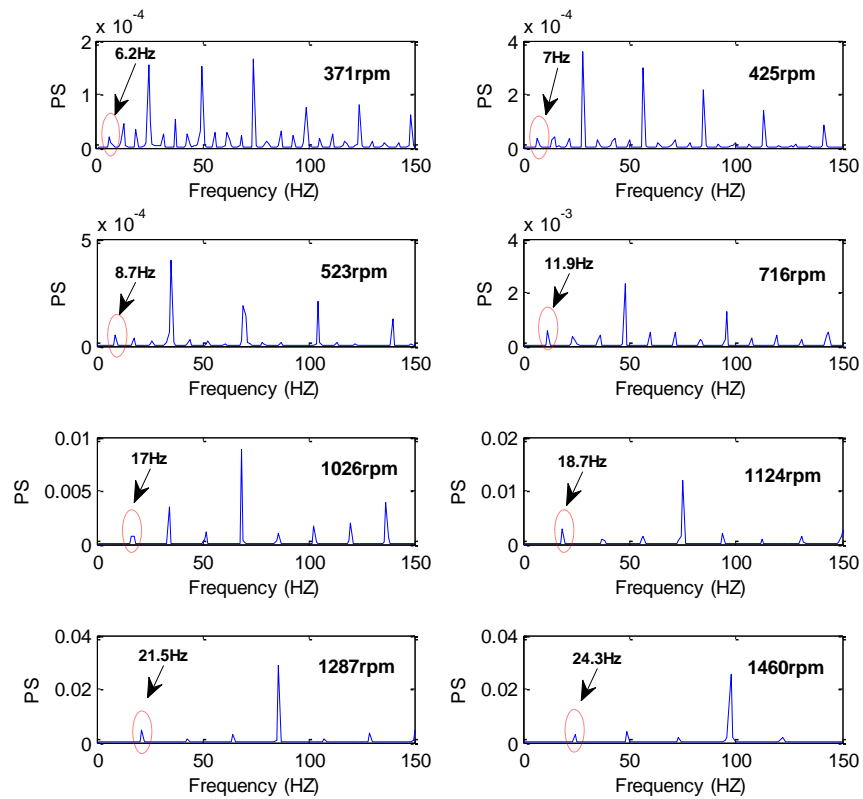 x 10⁻⁴
2
1
0
PS
6.2Hz
371rpm
0 50 100 150
Frequency (HZ)
x 10⁻⁴
4
2
0
PS
7Hz
425rpm
0 50 100 150
Frequency (HZ)
x 10⁻⁴
5
0
PS
8.7Hz
523rpm
0 50 100 150
Frequency (HZ)
x 10⁻³
4
2
0
PS
11.9Hz
716rpm
0 50 100 150
Frequency (HZ)
0.01
0.005
0
PS
17Hz
1026rpm
0 50 100 150
Frequency (HZ)
0.02
0.01
0
PS
18.7Hz
1124rpm
0 50 100 150
Frequency (HZ)
0.04
0.02
0
PS
21.5Hz
1287rpm
0 50 100 150
Frequency (HZ)
0.04
0.02
0
PS
24.3Hz
1460rpm
0 50 100 150
Frequency (HZ)